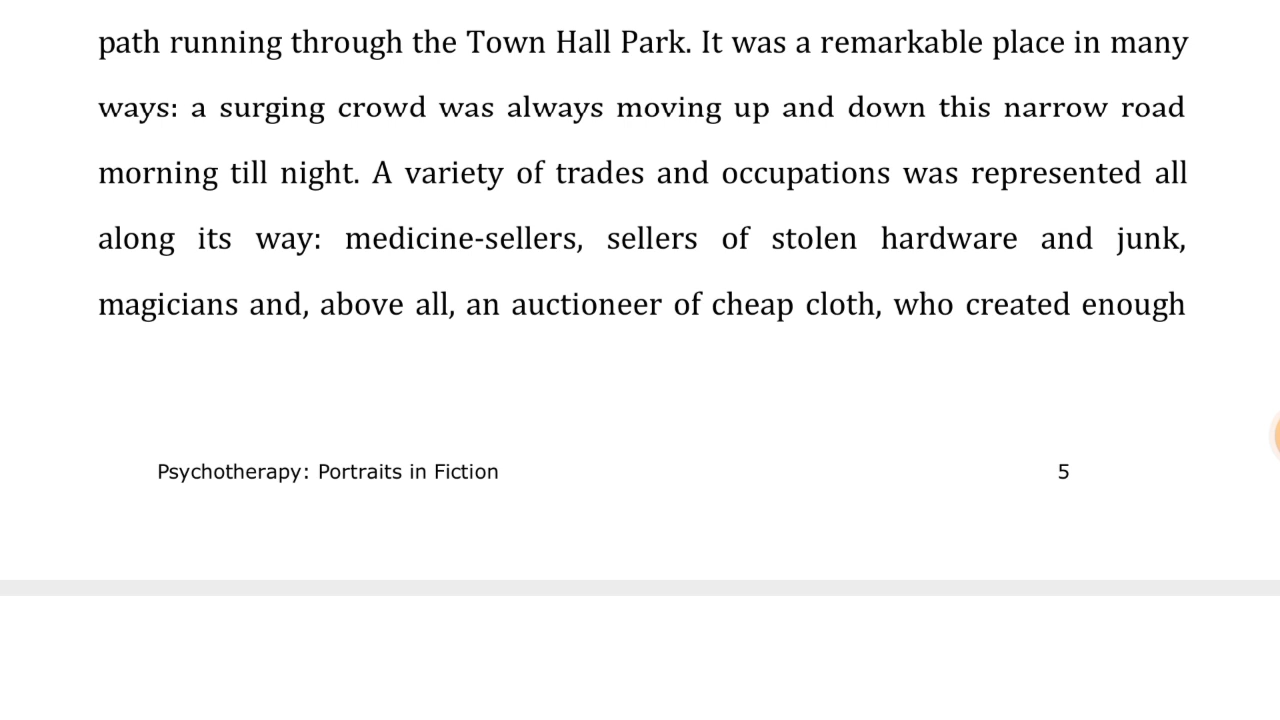 path running through the Town Hall Park. It was a remarkable place in many
ways: a surging crowd was always moving up and down this narrow road
morning till night. A variety of trades and occupations was represented all
along its way: medicine-sellers, sellers of stolen hardware and junk,
magicians and, above all, an auctioneer of cheap cloth, who created enough
Psychotherapy: Portraits in Fiction 5